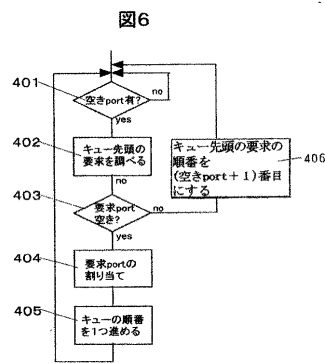 図6
401
空きport有?
no
yes
402
キュー先頭の
要求を調べる
no
403
要求port
空き?
no
yes
キュー先頭の要求の
順番を
(空きport+1)番目
にする
406
404
要求portの
割り当て
405
キューの順番
を1つ進める